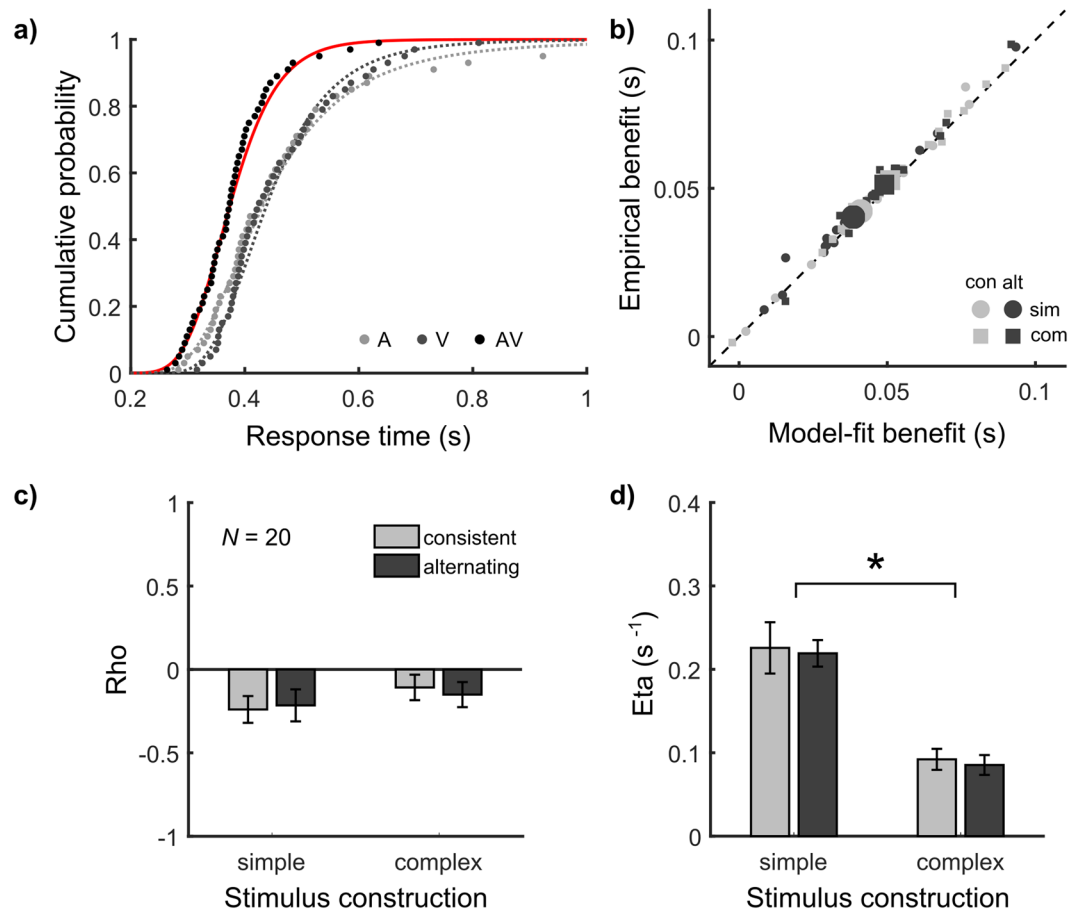 a)
Cumulative probability
1
0.8
0.6
0.4
0.2
0
0.2
0.4
0.6
0.8
1
A
V
AV
Response time (s)
b)
Empirical benefit (s)
0.1
0.05
0
0
0.05
0.1
con alt
sim
com
Model-fit benefit (s)
c)
Rho
1
0.5
0
-0.5
-1
N = 20
consistent
alternating
simple
complex
Stimulus construction
d)
Eta (s -1)
0.4
0.3
0.2
0.1
0
*
simple
complex
Stimulus construction